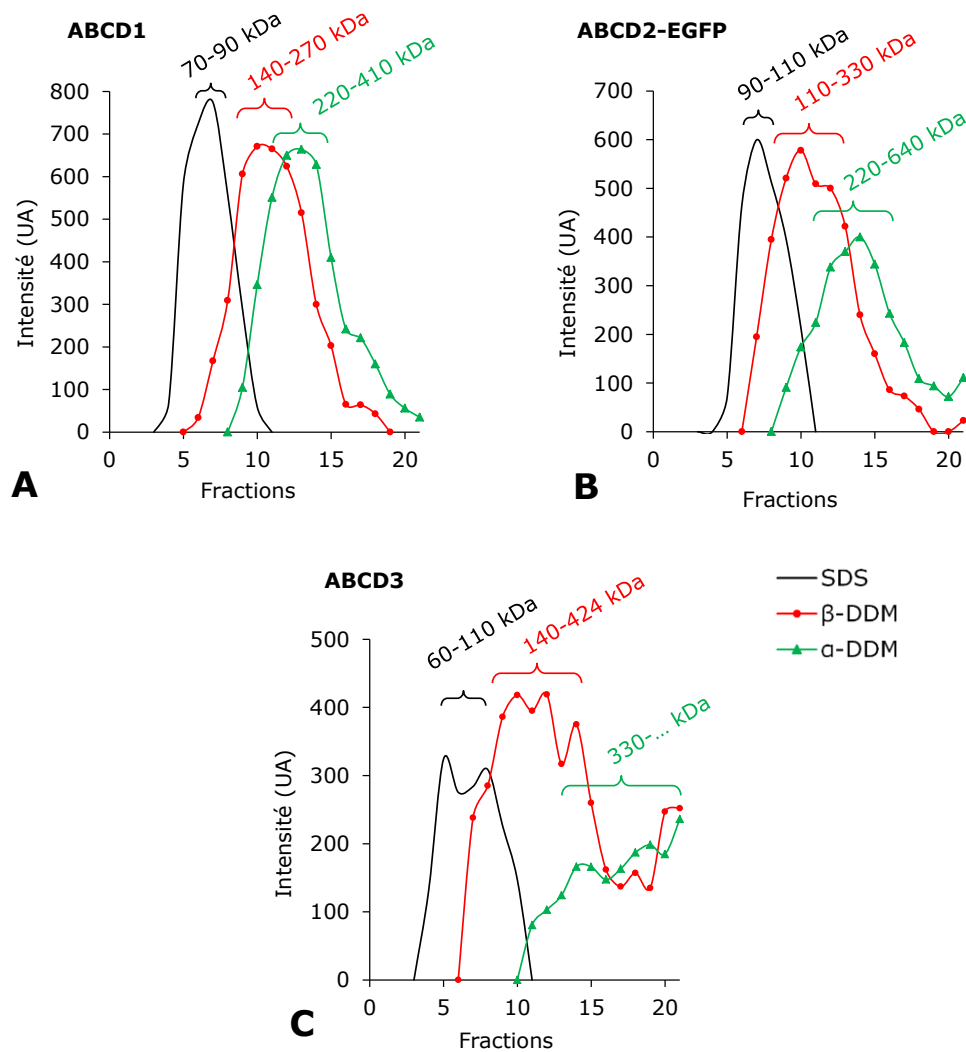 ABCD1
70-90 kDa
140-270 kDa
220-410 kDa
Intensité (UA)
800
700
600
500
400
300
200
100
0
0 5 10 15 20
Fractions
A
ABCD2-EGFP
90-110 kDa
110-330 kDa
220-640 kDa
Intensité (UA)
700
600
500
400
300
200
100
0
0 5 10 15 20
Fractions
B
ABCD3
60-110 kDa
140-424 kDa
330-... kDa
Intensité (UA)
500
400
300
200
100
0
0 5 10 15 20
Fractions
C
SDS
β-DDM
α-DDM